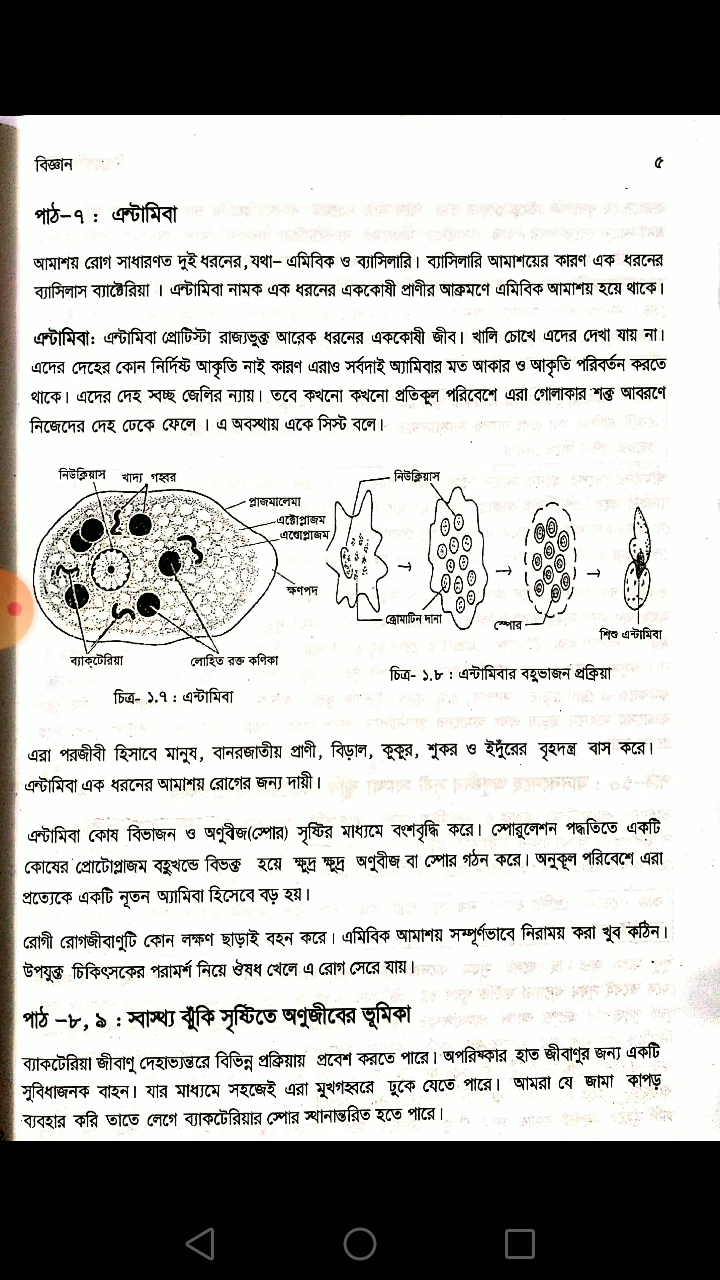 বিজ্ঞান ৫
পাঠ-৭ : এন্টামিবা
আমাশয় রোগ সাধারণত দুই ধরনের, যথা- এমিবিক ও ব্যাসিলারি। ব্যাসিলারি আমাশয়ের কারণ এক ধরনের
ব্যাসিলাস ব্যাক্টেরিয়া । এন্টামিবা নামক এক ধরনের এককোষী প্রাণীর আক্রমণে এমিবিক আমাশয় হয়ে থাকে।
এন্টামিবা: এন্টামিবা প্রোটিস্টা রাজ্যভুক্ত আরেক ধরনের এককোষী জীব। খালি চোখে এদের দেখা যায় না।
এদের দেহের কোন নির্দিষ্ট আকৃতি নাই কারণ এরাও সর্বদাই অ্যামিবার মত আকার ও আকৃতি পরিবর্তন করতে
থাকে। এদের দেহ স্বচ্ছ জেলির ন্যায়। তবে কখনো কখনো প্রতিকূল পরিবেশে এরা গোলাকার শক্ত আবরণে
নিজেদের দেহ ঢেকে ফেলে । এ অবস্থায় একে সিস্ট বলে।
নিউক্লিয়াস খাদ্য গহ্বর
প্লাজমালেমা
এক্টোপ্লাজম
এন্ডোপ্লাজম
ক্ষণপদ
ব্যাকটেরিয়া লোহিত রক্ত কণিকা
চিত্র- ১.৭ : এন্টামিবা
নিউক্লিয়াস
ক্রোমাটিন দানা
স্পোর
শিশু এন্টামিবা
চিত্র- ১.৮ : এন্টামিবার বহুভাজন প্রক্রিয়া
এরা পরজীবী হিসাবে মানুষ, বানরজাতীয় প্রাণী, বিড়াল, কুকুর, শুকর ও ইদুঁরের বৃহদন্ত্র বাস করে।
এন্টামিবা এক ধরনের আমাশয় রোগের জন্য দায়ী।
এন্টামিবা কোষ বিভাজন ও অণুবীজ(স্পোর) সৃষ্টির মাধ্যমে বংশবৃদ্ধি করে। স্পোরুলেশন পদ্ধতিতে একটি
কোষের প্রোটোপ্লাজম বহুখন্ডে বিভক্ত হয়ে ক্ষুদ্র ক্ষুদ্র অণুবীজ বা স্পোর গঠন করে। অনুকূল পরিবেশে এরা
প্রত্যেকে একটি নূতন অ্যামিবা হিসেবে বড় হয়।
রোগী রোগজীবাণুটি কোন লক্ষণ ছাড়াই বহন করে। এমিবিক আমাশয় সম্পূর্ণভাবে নিরাময় করা খুব কঠিন।
উপযুক্ত চিকিৎসকের পরামর্শ নিয়ে ঔষধ খেলে এ রোগ সেরে যায়।
পাঠ -৮, ৯ : স্বাস্থ্য ঝুঁকি সৃষ্টিতে অণুজীবের ভূমিকা
ব্যাকটেরিয়া জীবাণু দেহাভ্যন্তরে বিভিন্ন প্রক্রিয়ায় প্রবেশ করতে পারে। অপরিষ্কার হাত জীবাণুর জন্য একটি
সুবিধাজনক বাহন। যার মাধ্যমে সহজেই এরা মুখগহ্বরে ঢুকে যেতে পারে। আমরা যে জামা কাপড়
ব্যবহার করি তাতে লেগে ব্যাকটেরিয়ার স্পোর স্থানান্তরিত হতে পারে।